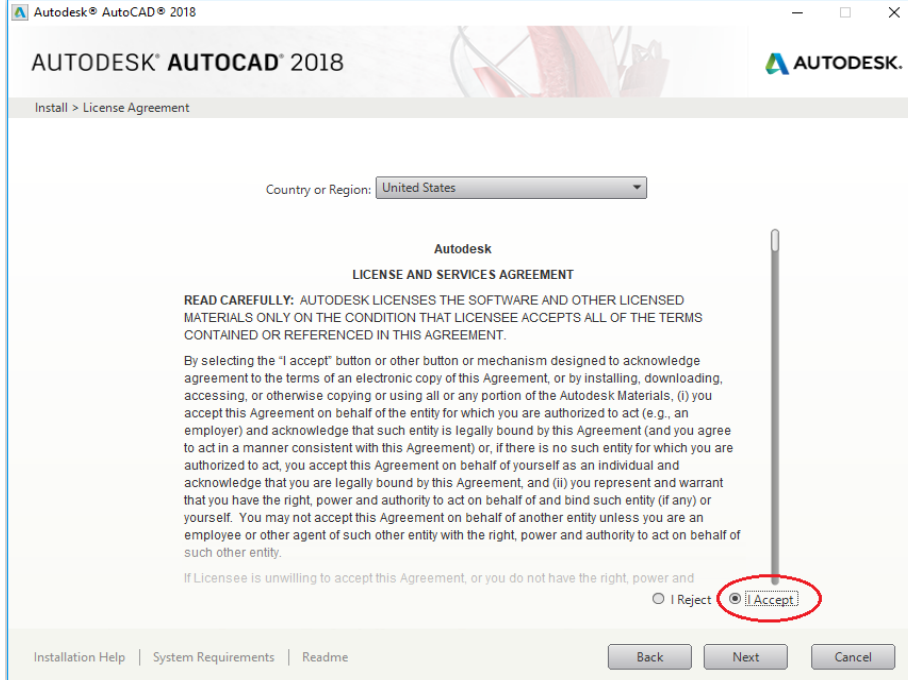 Autodesk® AutoCAD® 2018
AUTODESK® AUTOCAD® 2018
AUTODESK.
Install > License Agreement
Country or Region: United States
Autodesk
LICENSE AND SERVICES AGREEMENT
READ CAREFULLY: AUTODESK LICENSES THE SOFTWARE AND OTHER LICENSED
MATERIALS ONLY ON THE CONDITION THAT LICENSEE ACCEPTS ALL OF THE TERMS
CONTAINED OR REFERENCED IN THIS AGREEMENT.
By selecting the “I accept” button or other button or mechanism designed to acknowledge
agreement to the terms of an electronic copy of this Agreement, or by installing, downloading,
accessing, or otherwise copying or using all or any portion of the Autodesk Materials, (i) you
accept this Agreement on behalf of the entity for which you are authorized to act (e.g., an
employer) and acknowledge that such entity is legally bound by this Agreement (and you agree
to act in a manner consistent with this Agreement) or, if there is no such entity for which you are
authorized to act, you accept this Agreement on behalf of yourself as an individual and
acknowledge that you are legally bound by this Agreement, and (ii) you represent and warrant
that you have the right, power and authority to act on behalf of and bind such entity (if any) or
yourself. You may not accept this Agreement on behalf of another entity unless you are an
employee or other agent of such other entity with the right, power and authority to act on behalf of
such other entity.
If Licensee is unwilling to accept this Agreement, or you do not have the right, power and
I Reject I Accept
Installation Help | System Requirements | Readme Back Next Cancel